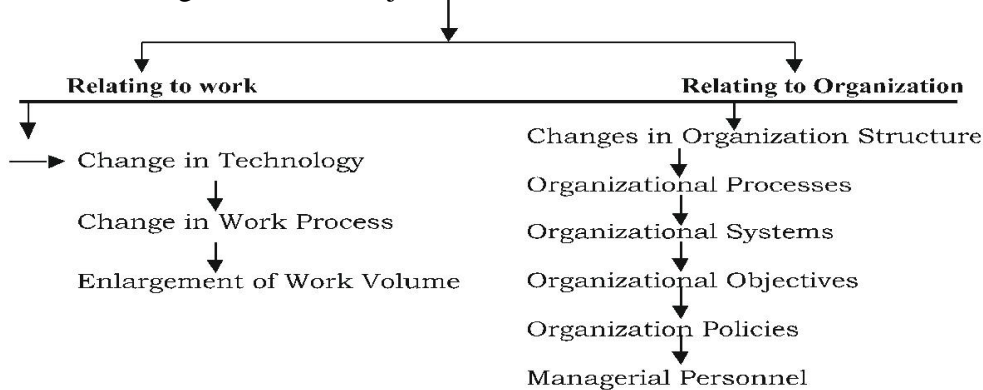 Relating to work
Relating to Organization
Change in Technology
Change in Work Process
Enlargement of Work Volume
Changes in Organization Structure
Organizational Processes
Organizational Systems
Organizational Objectives
Organization Policies
Managerial Personnel